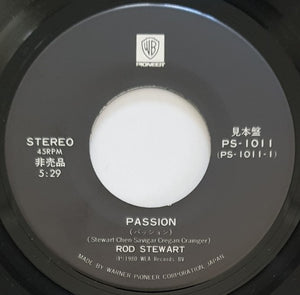 WB
PIONEER
STEREO
45RPM
非売品
5:29
見本盤
PS-1011
(PS-1011-1)
PASSION
(パッション)
(Stewart-Chen-Savigar-Cregan-Crainger)
ROD STEWART
Ⓟ1980 WEA Records BV
MADE BY WARNER-PIONEER CORPORATION, JAPAN